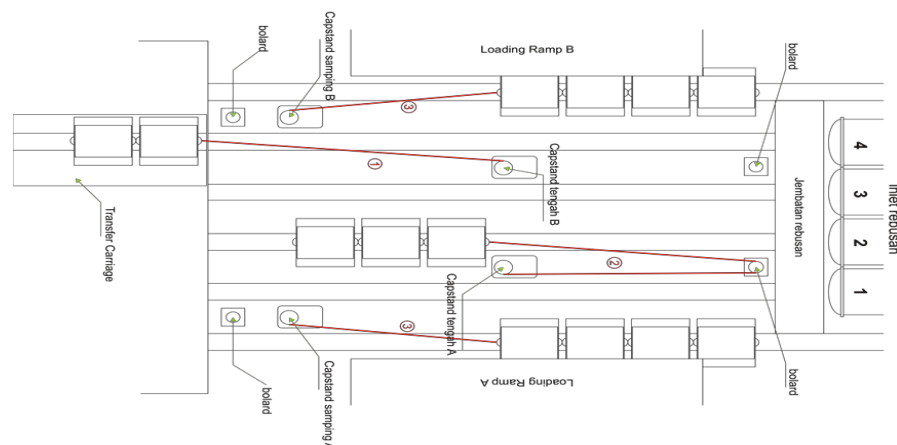 Loading Ramp B
bolard
Capstand samping B
bolard
3
1
Capstand tengah B
Transfer Carriage
Jembatan rebusan
Inlet rebusan
4
3
2
1
2
Capstand tengah A
3
bolard
Capstand samping
Loading Ramp A
bolard